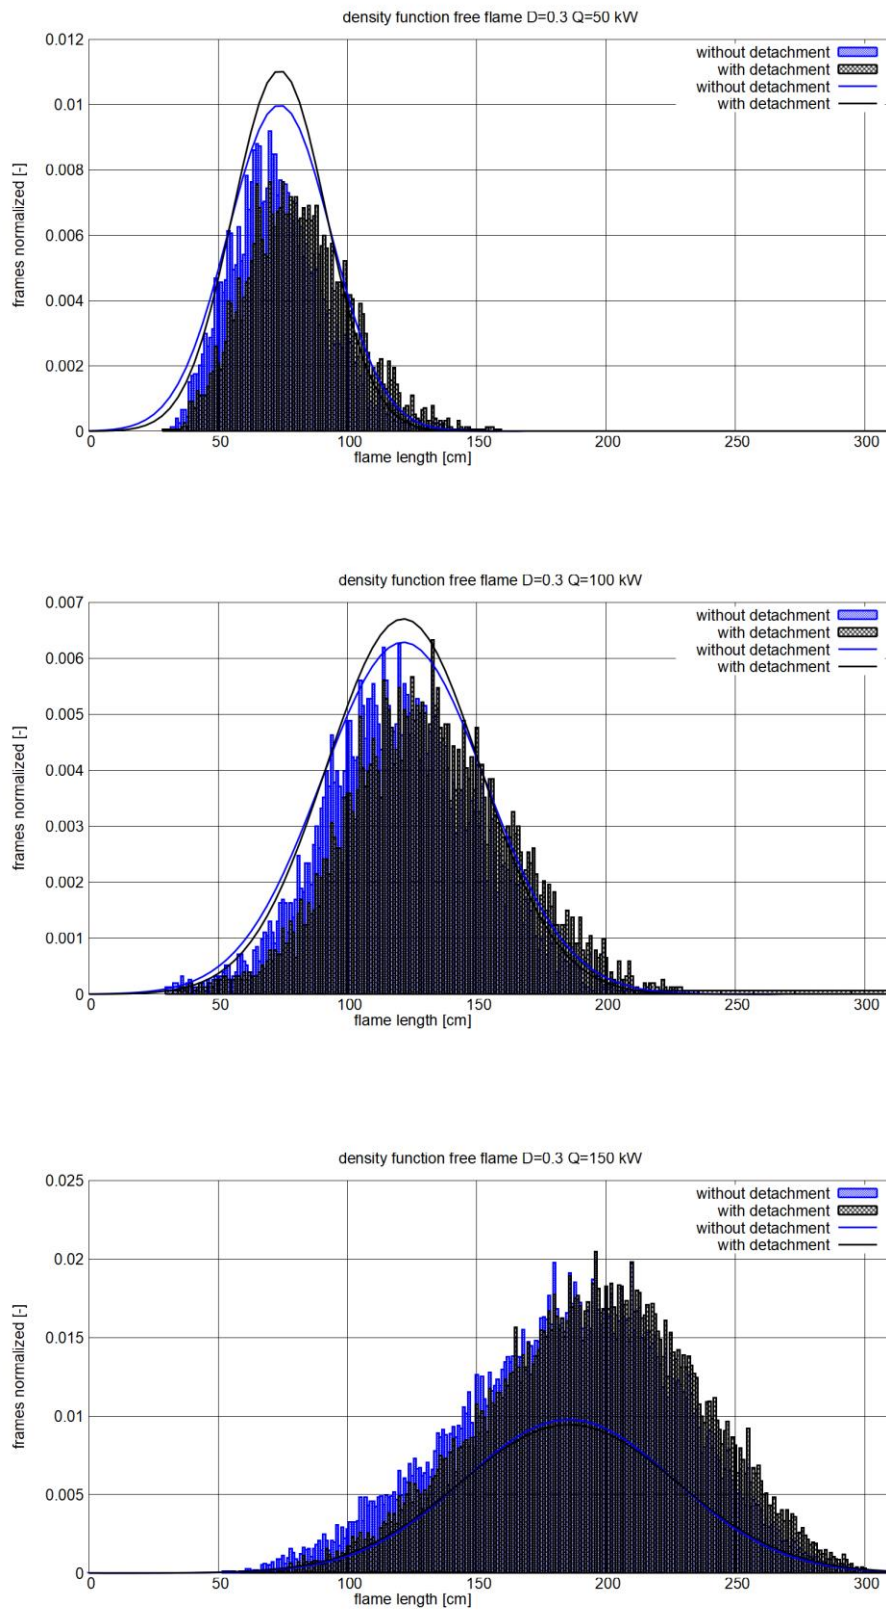 density function free flame D=0.3 Q=50 kW
0.012
0.01
0.008
0.006
0.004
0.002
0
frames normalized [-]
without detachment
with detachment
without detachment
with detachment
0 50 100 150 200 250 300
flame length [cm]
density function free flame D=0.3 Q=100 kW
0.007
0.006
0.005
0.004
0.003
0.002
0.001
0
frames normalized [-]
without detachment
with detachment
without detachment
with detachment
0 50 100 150 200 250 300
flame length [cm]
density function free flame D=0.3 Q=150 kW
0.025
0.02
0.015
0.01
0.005
0
frames normalized [-]
without detachment
with detachment
without detachment
with detachment
0 50 100 150 200 250 300
flame length [cm]